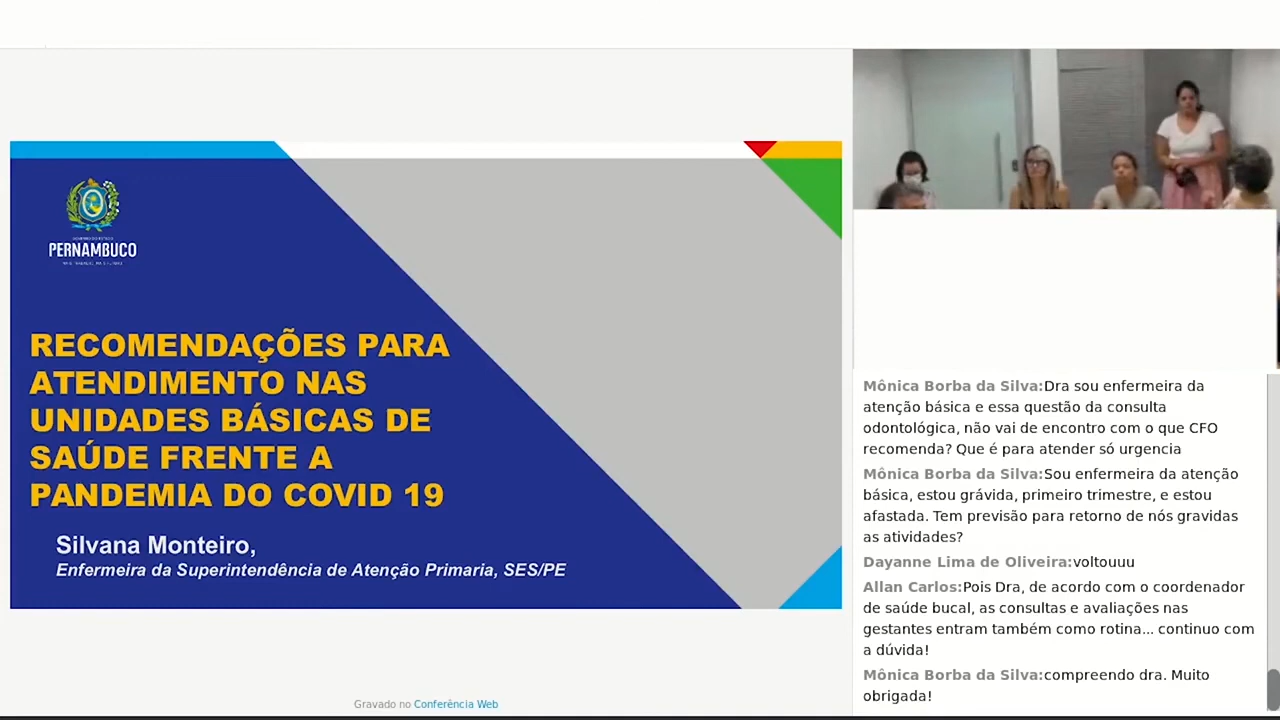 PERNAMBUCO
RECOMENDAÇÕES PARA
ATENDIMENTO NAS
UNIDADES BÁSICAS DE
SAÚDE FRENTE A
PANDEMIA DO COVID 19
Silvana Monteiro,
Enfermeira da Superintendência de Atenção Primaria, SES/PE
Gravado no Conferência Web
Mônica Borba da Silva:Dra sou enfermeira da
atenção básica e essa questão da consulta
odontológica, não vai de encontro com o que CFO
recomenda? Que é para atender só urgencia
Mônica Borba da Silva:Sou enfermeira da atenção
básica, estou grávida, primeiro trimestre, e estou
afastada. Tem previsão para retorno de nós gravidas
as atividades?
Dayanne Lima de Oliveira:voltouuu
Allan Carlos:Pois Dra, de acordo com o coordenador
de saúde bucal, as consultas e avaliações nas
gestantes entram também como rotina... continuo com
a dúvida!
Mônica Borba da Silva:compreendo dra. Muito
obrigada!